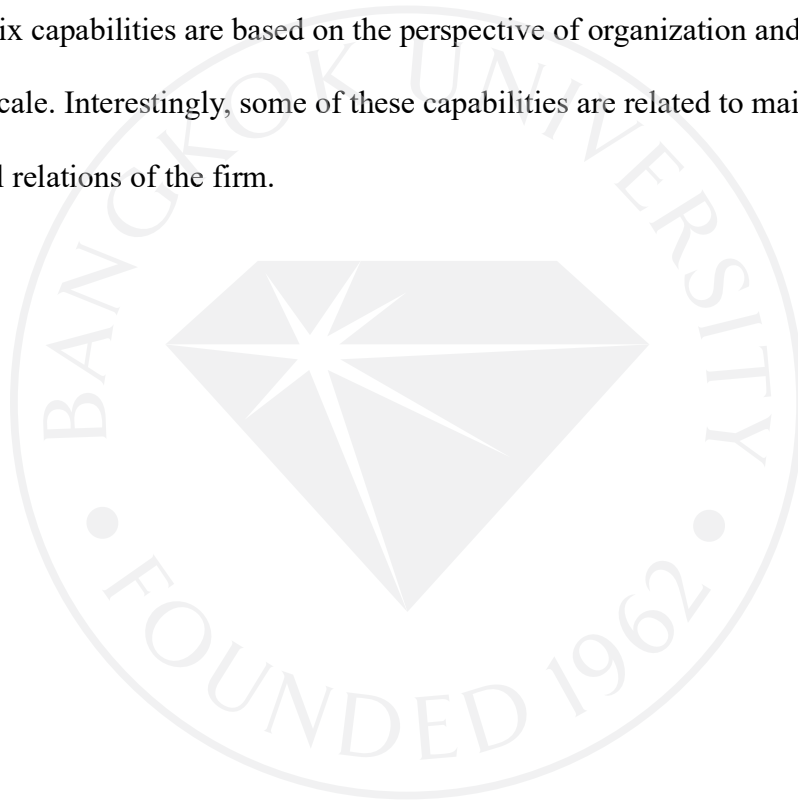 ix capabilities are based on the perspective of organization and
cale. Interestingly, some of these capabilities are related to mai
l relations of the firm.
BANGKOK UNIVERSITY
FOUNDED 1962